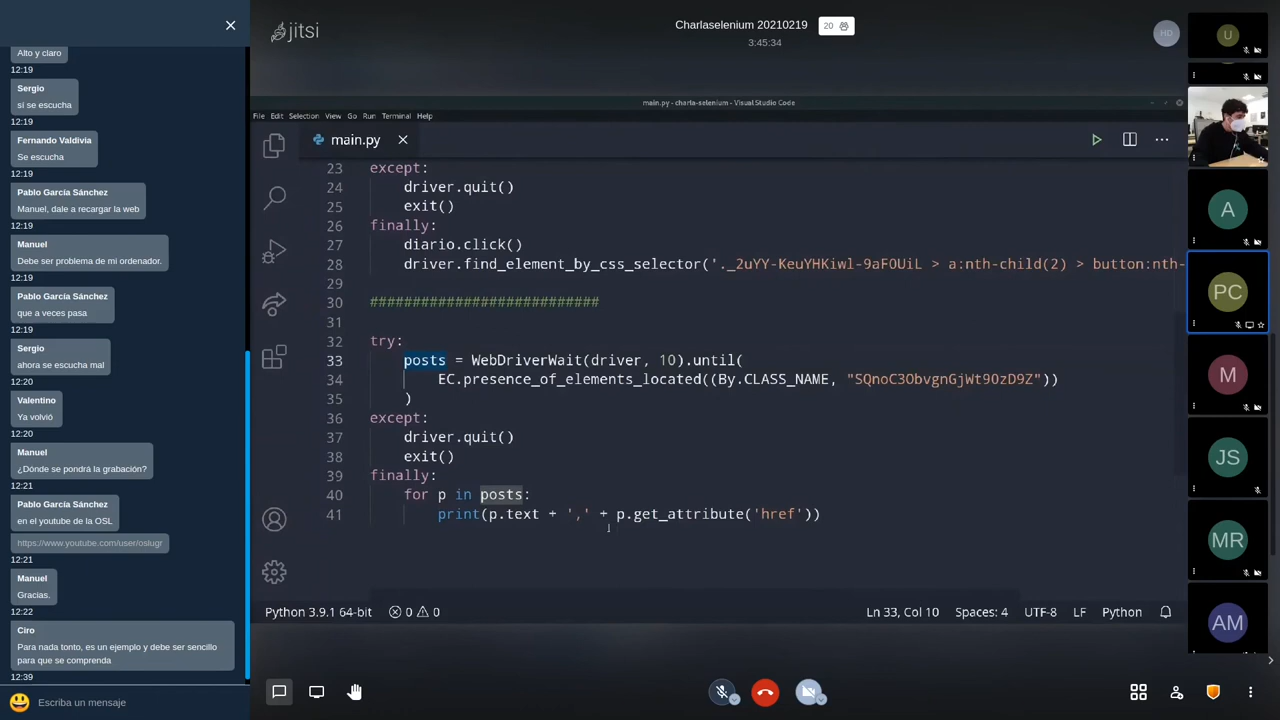 Alto y claro
12:19
Sergio
sí se escucha
12:19
Fernando Valdivia
Se escucha
12:19
Pablo García Sánchez
Manuel, dale a recargar la web
12:19
Manuel
Debe ser problema de mi ordenador.
12:19
Pablo García Sánchez
que a veces pasa
12:19
Sergio
ahora se escucha mal
12:20
Valentino
Ya volvió
12:20
Manuel
¿Dónde se pondrá la grabación?
12:21
Pablo García Sánchez
en el youtube de la OSL
https://www.youtube.com/user/oslugr
12:21
Manuel
Gracias.
12:22
Ciro
Para nada tonto, es un ejemplo y debe ser sencillo
para que se comprenda
12:39
Escriba un mensaje
jitsi
Charlaselenium 20210219
20
3:45:34
HD
main.py - charla-selenium - Visual Studio Code
File Edit Selection View Go Run Terminal Help
main.py
23 except:
24 driver.quit()
25 exit()
26 finally:
27 diario.click()
28 driver.find_element_by_css_selector('._2uYY-KeuYHKiwl-9aF0UiL > a:nth-child(2) > button:nth-
29
30 ###########################
31
32 try:
33 posts = WebDriverWait(driver, 10).until(
34 EC.presence_of_elements_located((By.CLASS_NAME, "SQnoC3ObvgnGjWt90zD9Z"))
35 )
36 except:
37 driver.quit()
38 exit()
39 finally:
40 for p in posts:
41 print(p.text + ',' + p.get_attribute('href'))
Python 3.9.1 64-bit
0
0
Ln 33, Col 10
Spaces: 4
UTF-8
LF
Python
U
A
PC
M
JS
MR
AM